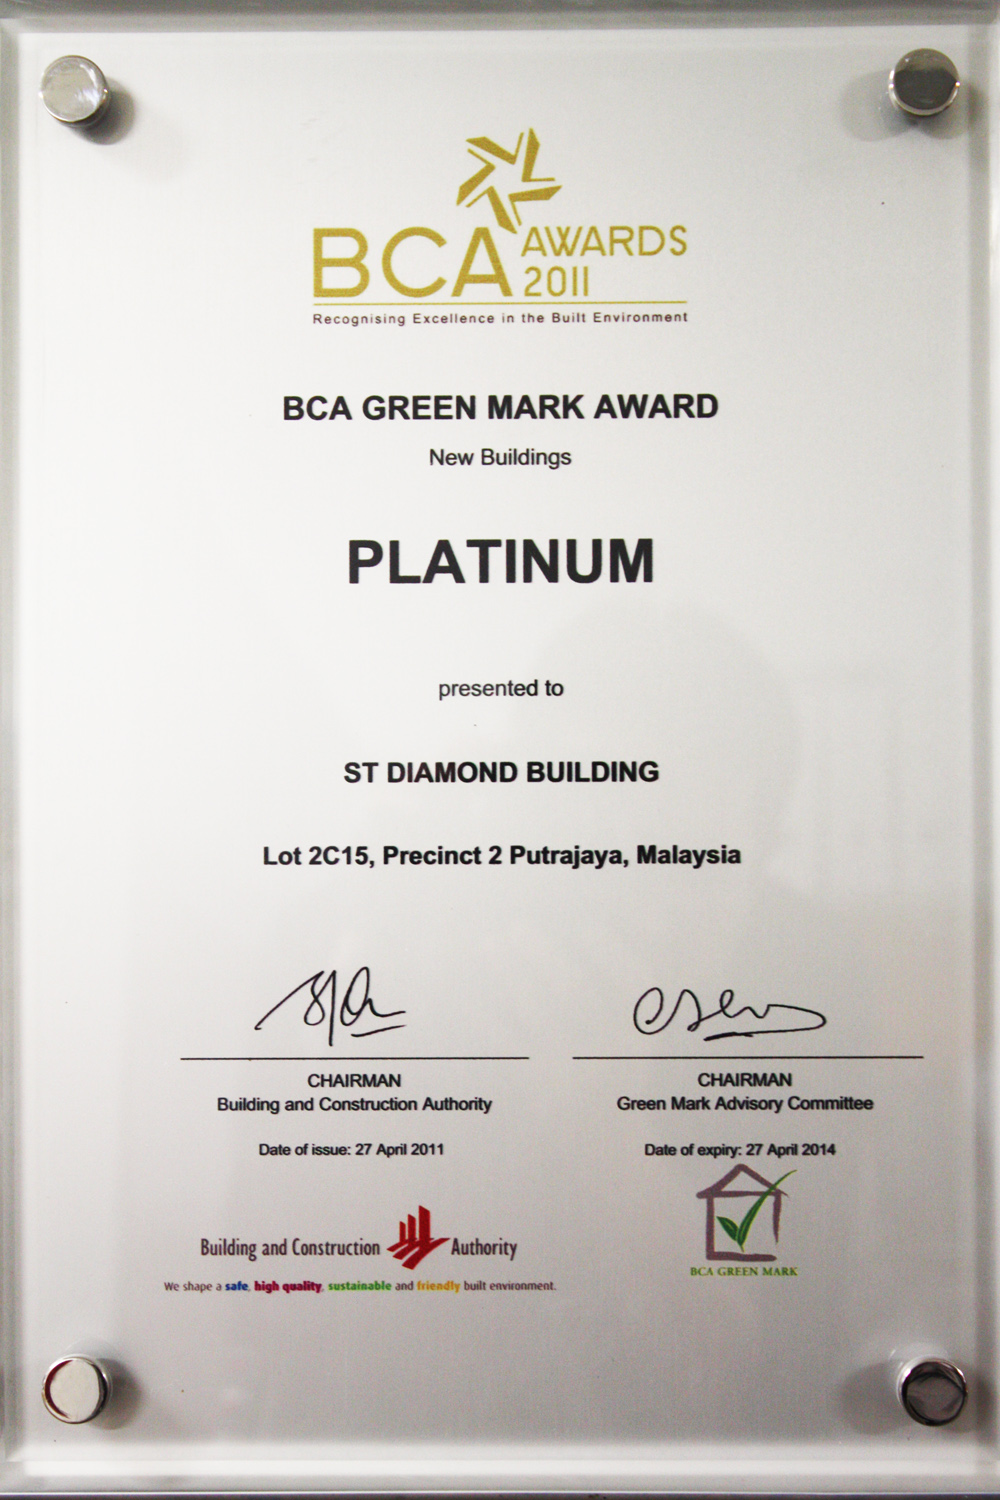 BCA AWARDS
2011
Recognising Excellence in the Built Environment
BCA GREEN MARK AWARD
New Buildings
PLATINUM
presented to
ST DIAMOND BUILDING
Lot 2C15, Precinct 2 Putrajaya, Malaysia
CHAIRMAN
Building and Construction Authority
Date of issue: 27 April 2011
CHAIRMAN
Green Mark Advisory Committee
Date of expiry: 27 April 2014
Building and Construction Authority
We shape a safe, high quality, sustainable and friendly built environment.
BCA GREEN MARK